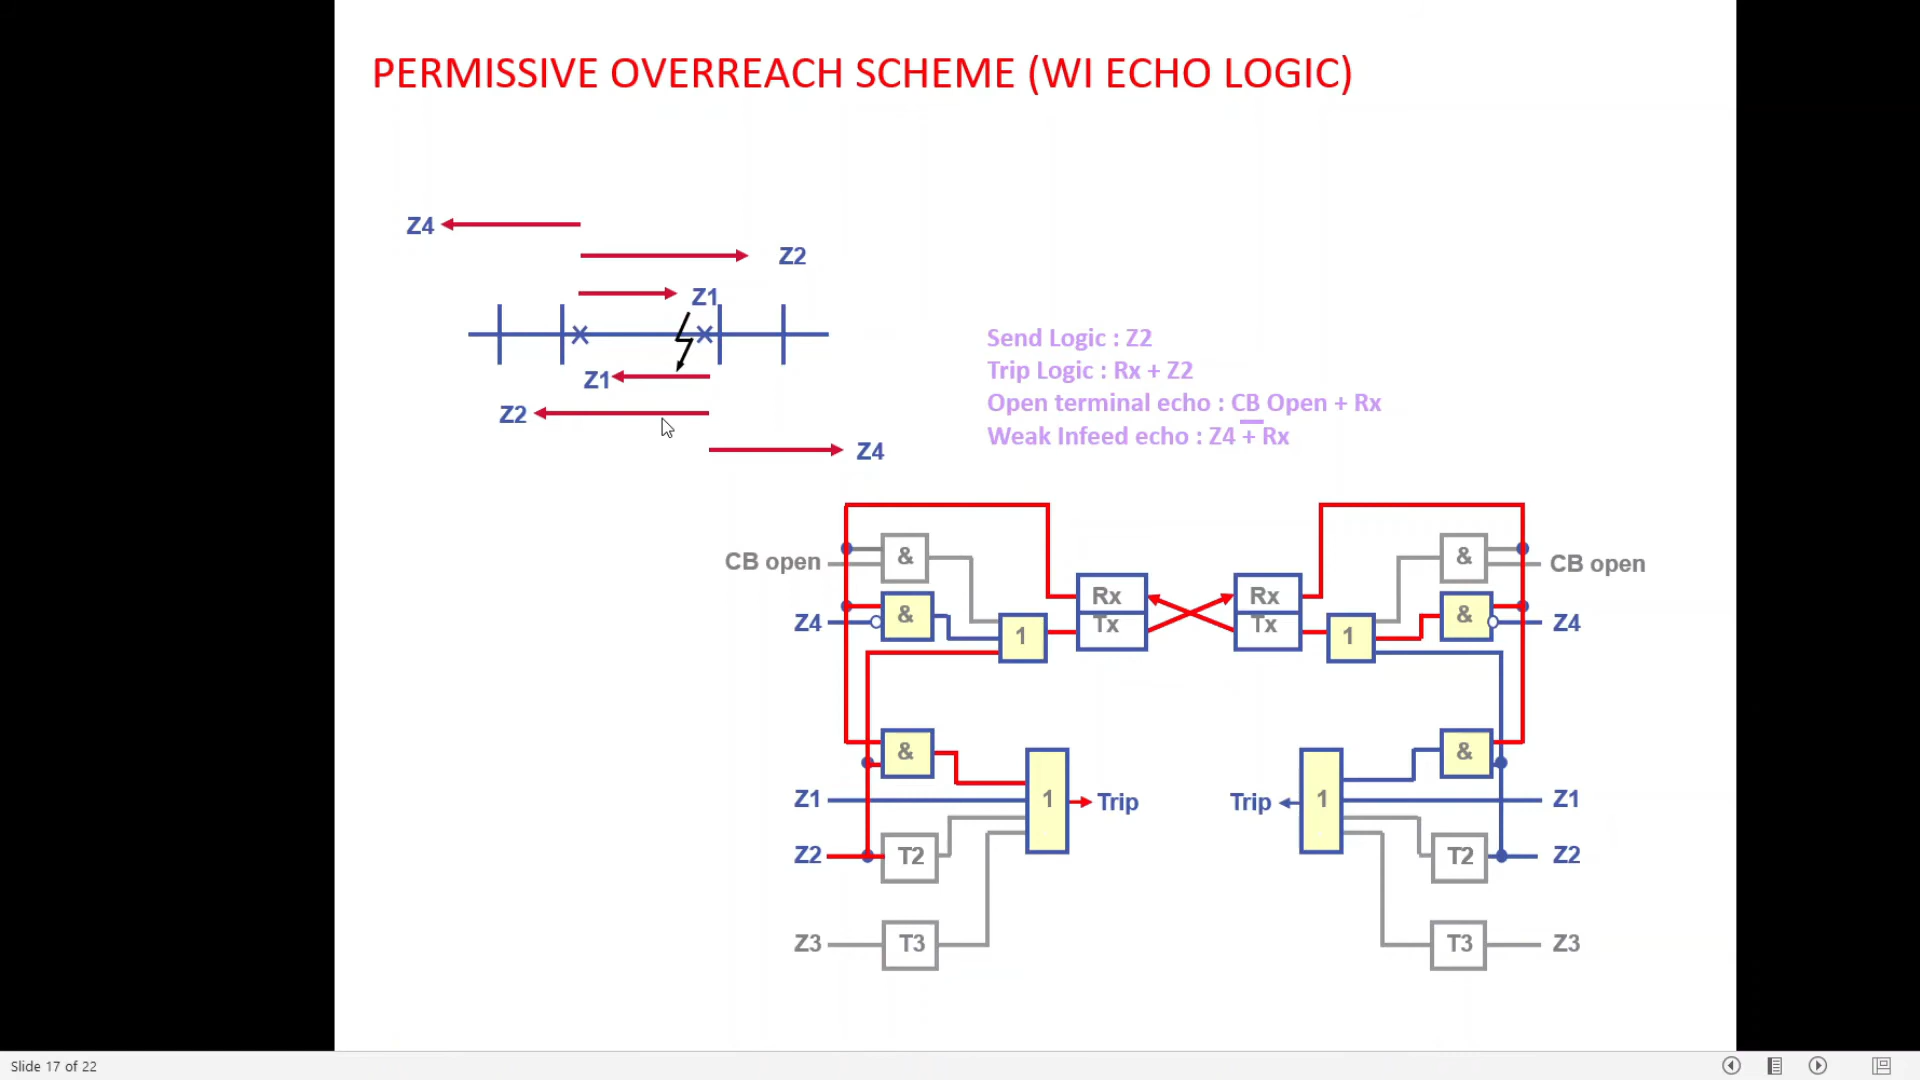 PERMISSIVE OVERREACH SCHEME (WI ECHO LOGIC)
Z4
Z2
Z1
Z1
Z2
Z4
Send Logic : Z2
Trip Logic : Rx + Z2
Open terminal echo : CB Open + Rx
Weak Infeed echo : Z4 + Rx
CB open
&
Z4
&
1
Rx
Tx
Rx
Tx
1
&
CB open
&
Z4
&
Z1
1
Trip
Z2
T2
Z3
T3
Trip
1
&
Z1
T2
Z2
T3
Z3
Slide 17 of 22